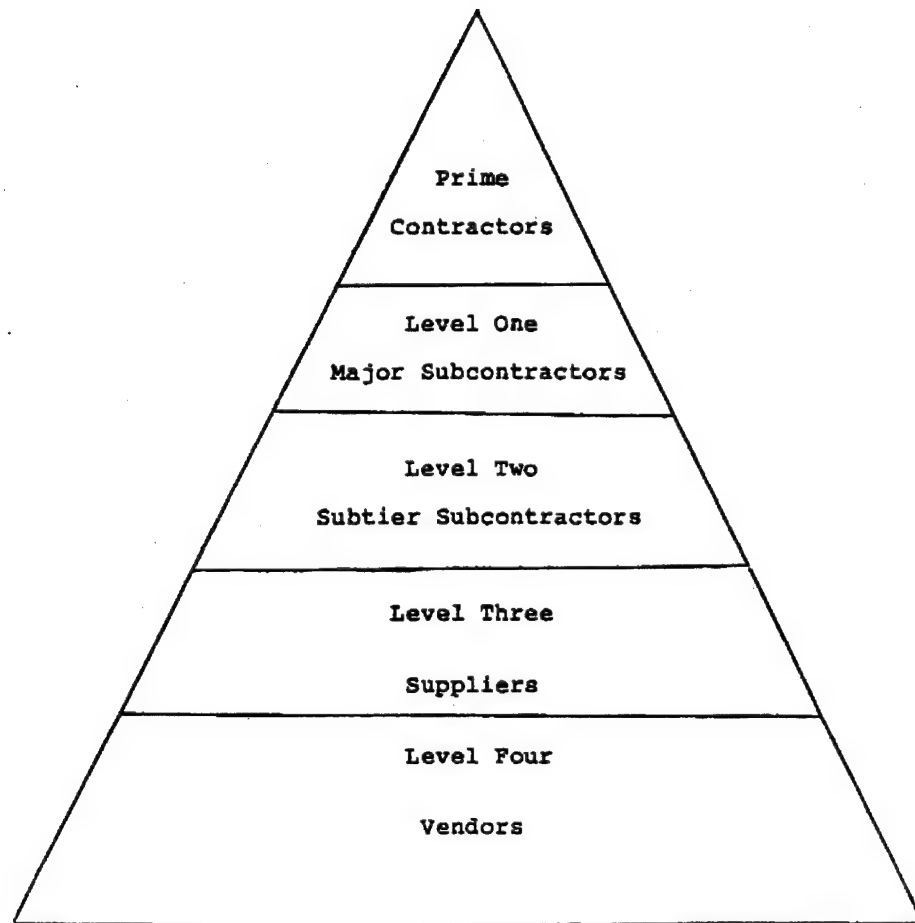 Prime
Contractors
Level One
Major Subcontractors
Level Two
Subtier Subcontractors
Level Three
Suppliers
Level Four
Vendors